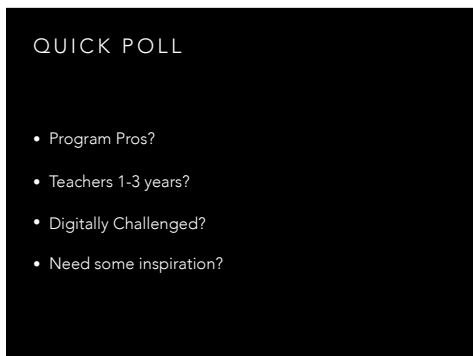 QUICK POLL
• Program Pros?
• Teachers 1-3 years?
• Digitally Challenged?
• Need some inspiration?